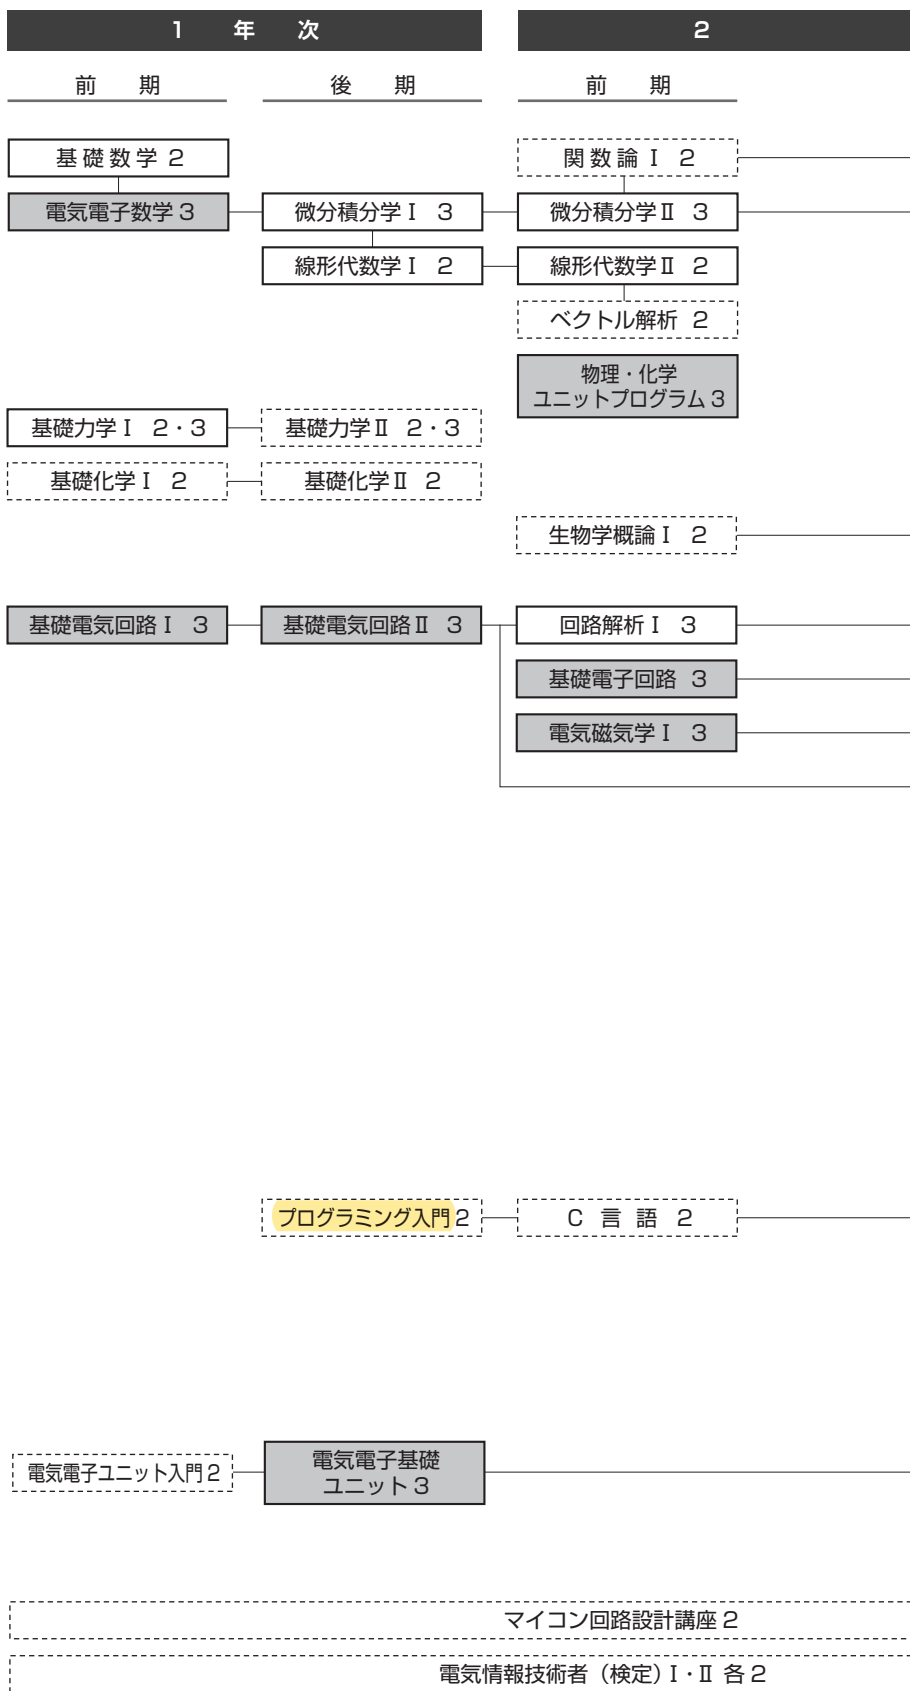 1 年 次
2
前 期
後 期
前 期
基礎数学 2
関数論Ⅰ 2
電気電子数学 3
微分積分学Ⅰ 3
微分積分学Ⅱ 3
線形代数学Ⅰ 2
線形代数学Ⅱ 2
ベクトル解析 2
物理・化学
ユニットプログラム 3
基礎力学Ⅰ 2・3
基礎力学Ⅱ 2・3
基礎化学Ⅰ 2
基礎化学Ⅱ 2
生物学概論Ⅰ 2
基礎電気回路Ⅰ 3
基礎電気回路Ⅱ 3
回路解析Ⅰ 3
基礎電子回路 3
電気磁気学Ⅰ 3
プログラミング入門 2
C 言 語 2
電気電子ユニット入門 2
電気電子基礎
ユニット 3
マイコン回路設計講座 2
電気情報技術者（検定）Ⅰ・Ⅱ 各 2